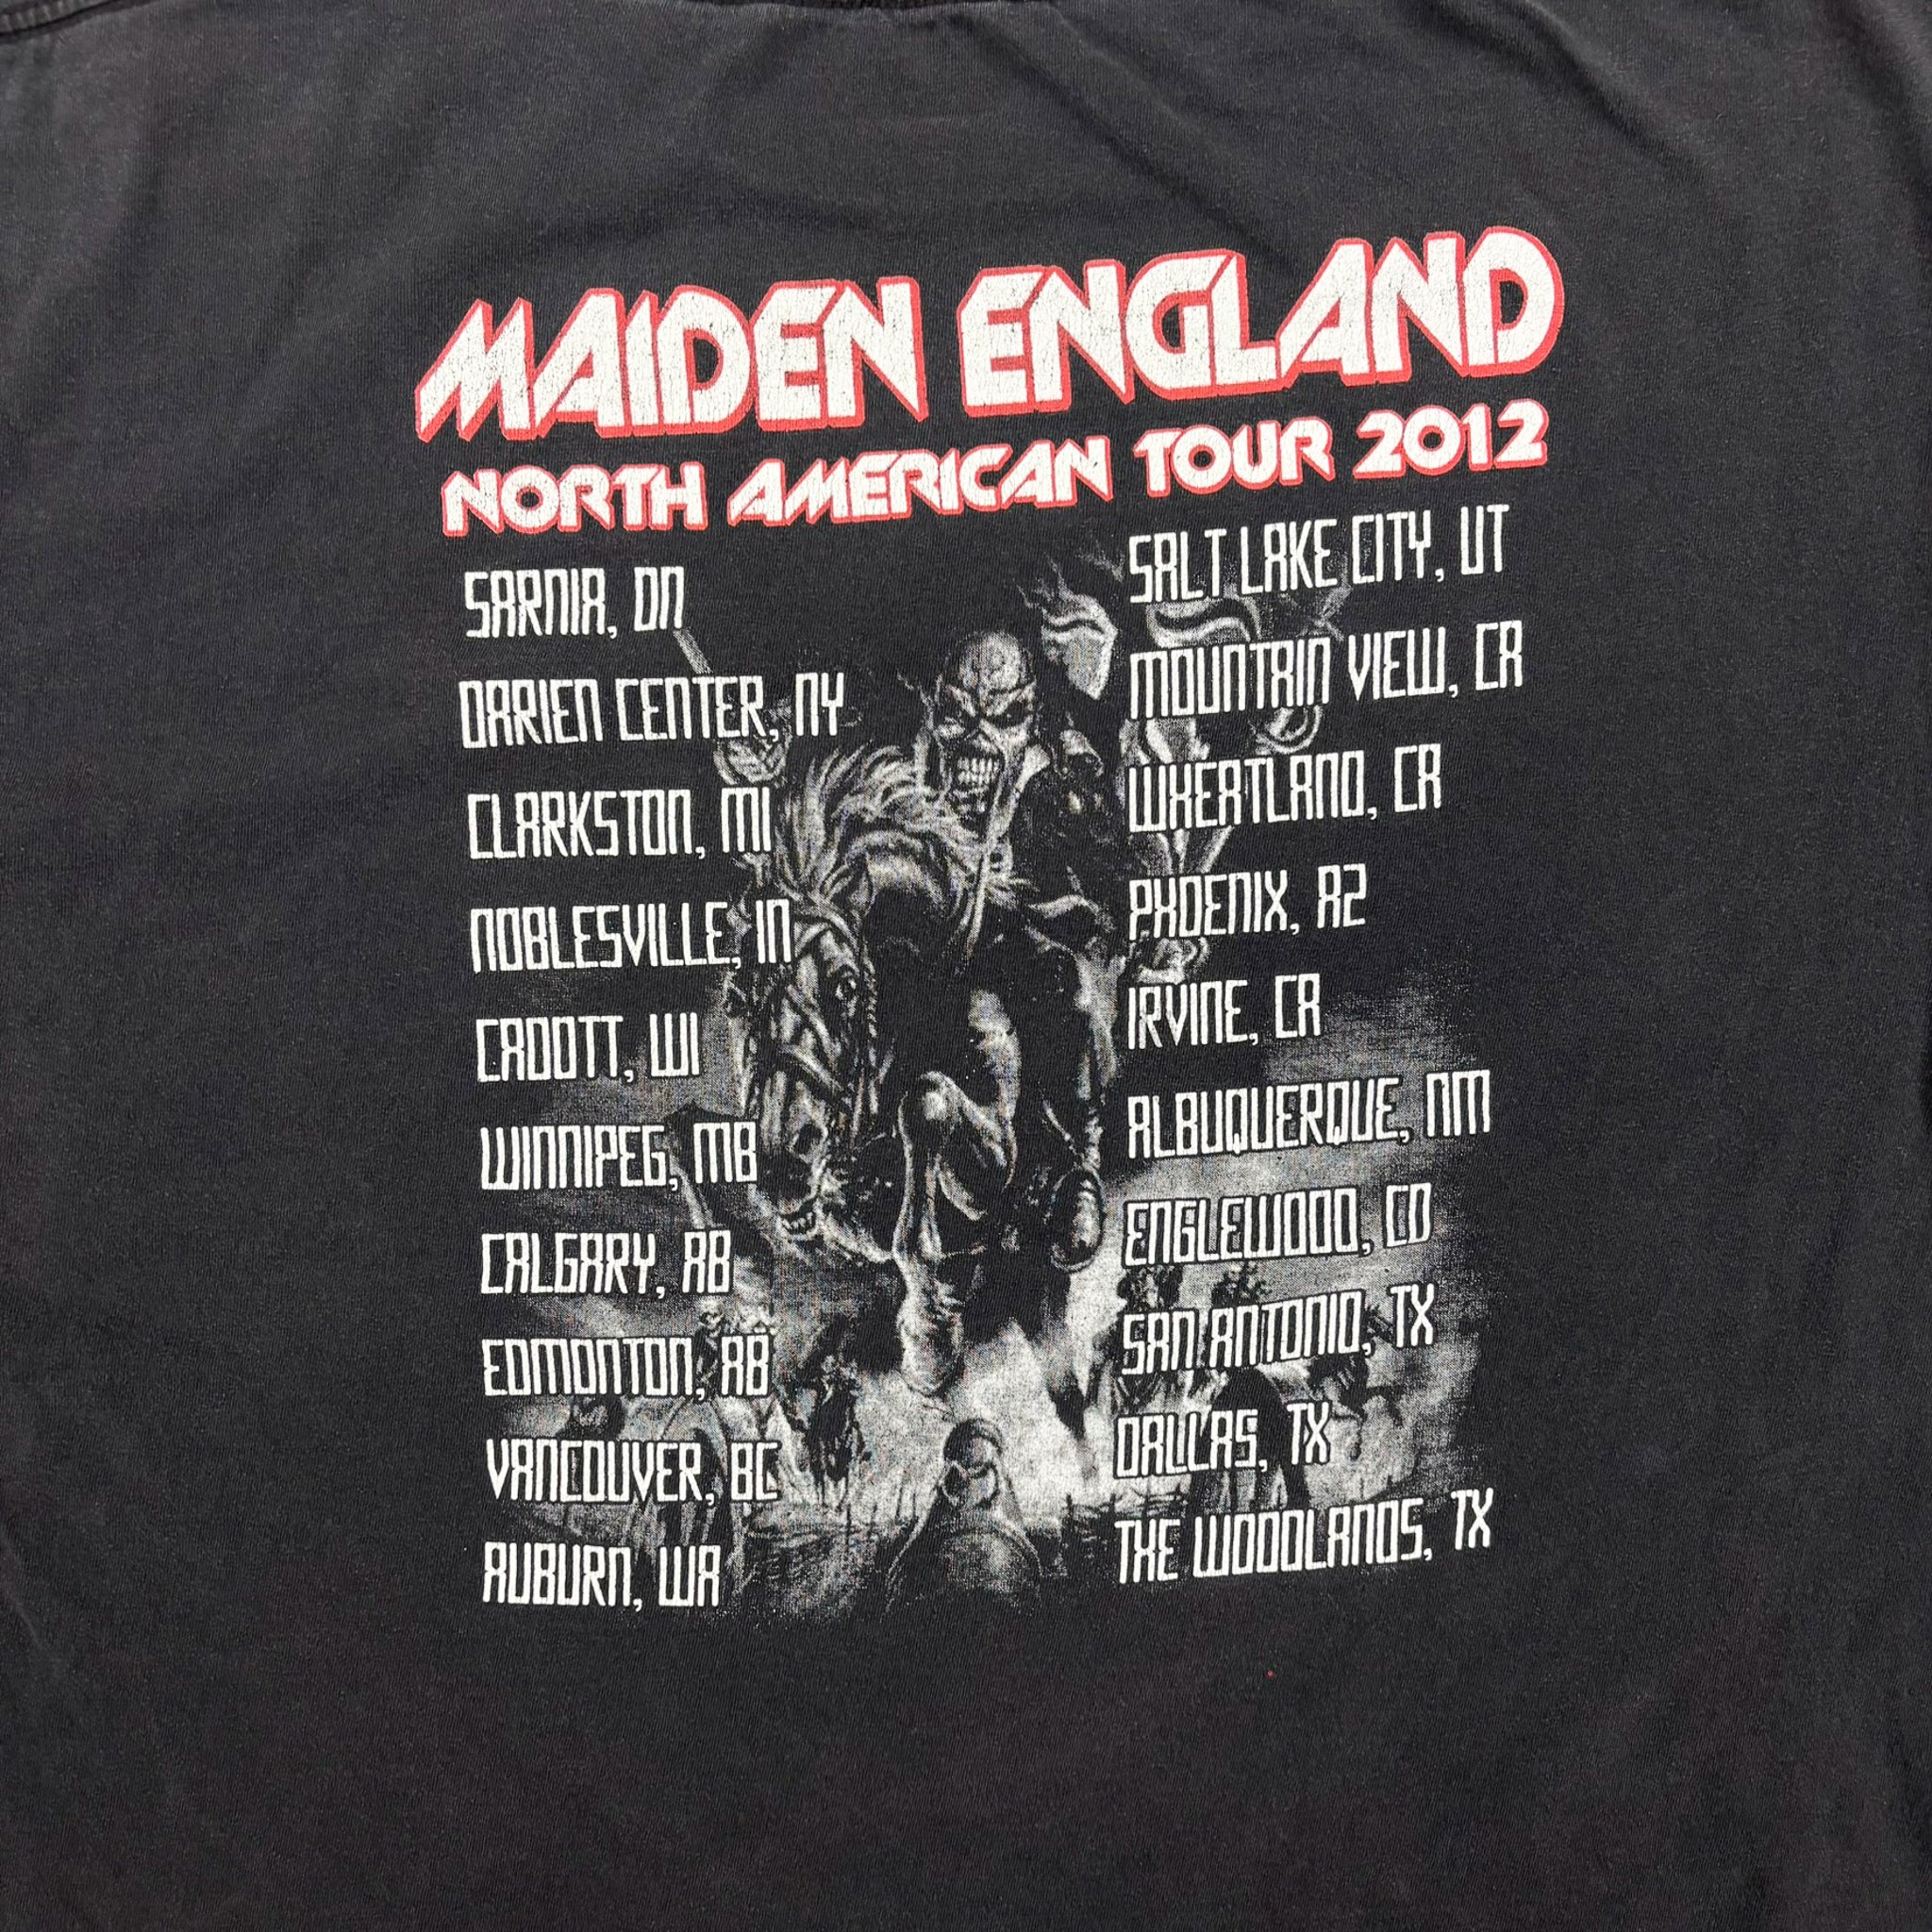 MAIDEN ENGLAND
NORTH AMERICAN TOUR 2012
SARNIA, ON
DARIEN CENTER, NY
CLARKSTON, MI
NOBLESVILLE, IN
CADOTT, WI
WINNIPEG, MB
CALGARY, AB
EDMONTON, AB
VANCOUVER, BC
AUBURN, WA
SALT LAKE CITY, UT
MOUNTAIN VIEW, CA
WHEATLAND, CA
PHOENIX, AZ
IRVINE, CA
ALBUQUERQUE, NM
ENGLEWOOD, CO
SAN ANTONIO, TX
DALLAS, TX
THE WOODLANDS, TX